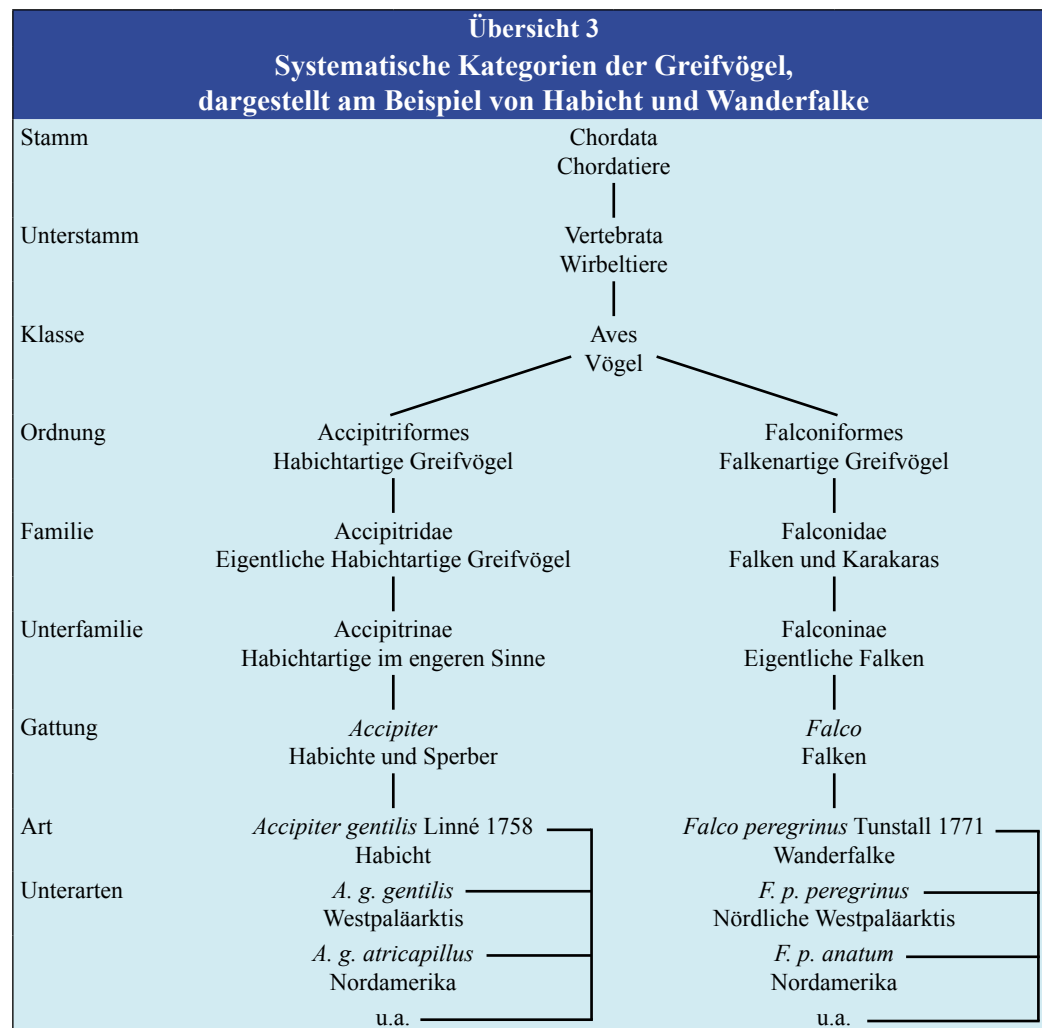 Übersicht 3
Systematische Kategorien der Greifvögel,
dargestellt am Beispiel von Habicht und Wanderfalke
Stamm Chordata
Chordatiere
Unterstamm Vertebrata
Wirbeltiere
Klasse Aves
Vögel
Ordnung Accipitriformes Falconiformes
Habichtartige Greifvögel Falkenartige Greifvögel
Familie Accipitridae Falconidae
Eigentliche Habichtartige Greifvögel Falken und Karakaras
Unterfamilie Accipitrinae Falconinae
Habichtartige im engeren Sinne Eigentliche Falken
Gattung Accipiter Falco
Habichte und Sperber Falken
Art Accipiter gentilis Linné 1758 Falco peregrinus Tunstall 1771
Habicht Wanderfalke
Unterarten A. g. gentilis F. p. peregrinus
Westpaläarktis Nördliche Westpaläarktis
A. g. atricapillus F. p. anatum
Nordamerika Nordamerika
u.a. u.a.